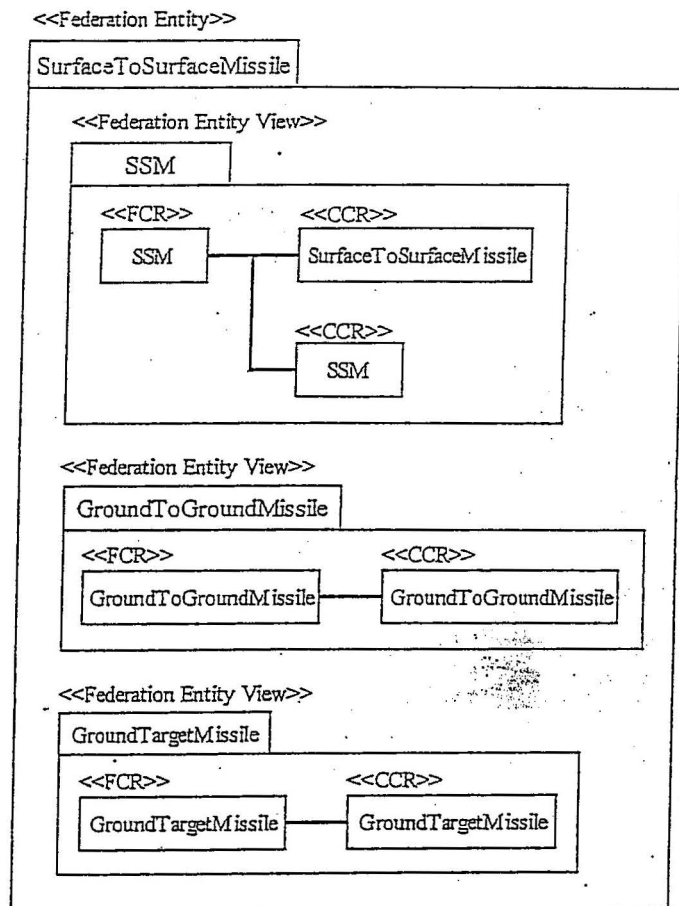 <<Federation Entity>>
SurfaceToSurfaceMissile
<<Federation Entity View>>
SSM
<<FCR>> <<CCR>>
SSM SurfaceToSurfaceMissile
<<CCR>>
SSM
<<Federation Entity View>>
GroundToGroundMissile
<<FCR>> <<CCR>>
GroundToGroundMissile GroundToGroundMissile
<<Federation Entity View>>
GroundTargetMissile
<<FCR>> <<CCR>>
GroundTargetMissile GroundTargetMissile